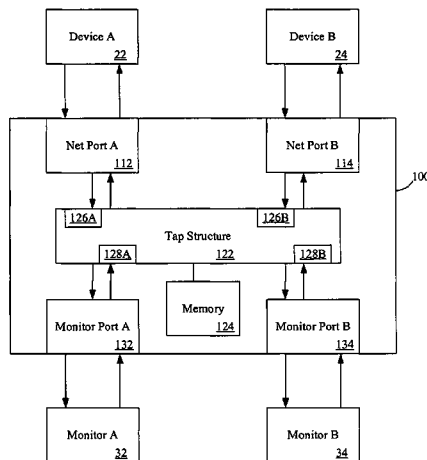 Device A
22
Device B
24
Net Port A
112
Net Port B
114
100
126A
126B
Tap Structure
122
128A
128B
Monitor Port A
132
Memory
124
Monitor Port B
134
Monitor A
32
Monitor B
34